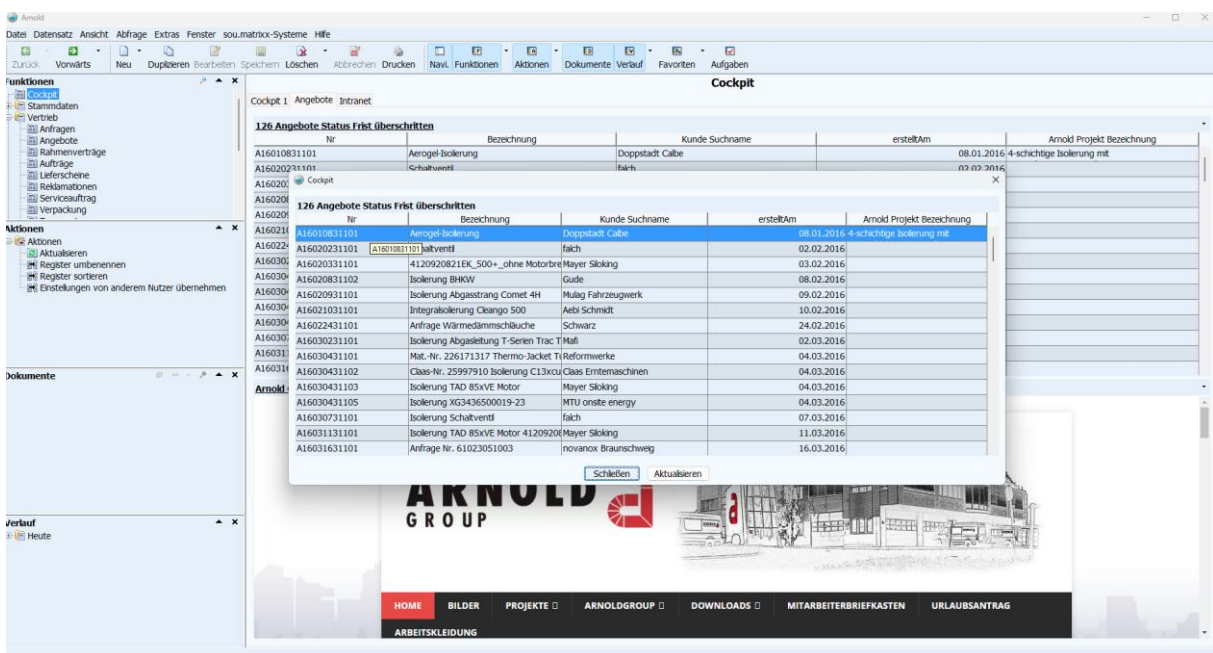 Arnold
Datei Datensatz Ansicht Abfrage Extras Fenster sou.matrixx-Systeme Hilfe
Zurück Vorwärts Neu Duplizieren Bearbeiten Speichern Löschen Abbrechen Drucken Navi. Funktionen Aktionen Dokumente Verlauf Favoriten Aufgaben
Funktionen
Cockpit
Stammdaten
Vertrieb
Anfragen
Angebote
Rahmenverträge
Aufträge
Lieferscheine
Reklamationen
Serviceauftrag
Verpackung
Aktionen
Aktionen
Aktualisieren
Register umbenennen
Register sortieren
Einstellungen von anderem Nutzer übernehmen
Dokumente
Verlauf
Heute
Cockpit
Cockpit 1 Angebote Intranet
126 Angebote Status Frist überschritten
Nr Bezeichnung Kunde Suchname erstelltAm Arnold Projekt Bezeichnung
A16010831101 Aerogel-Isolierung Doppstadt Calbe 08.01.2016 4-schichtige Isolierung mit
A16020231101 Schaltventil falch 02.02.2016
Cockpit
126 Angebote Status Frist überschritten
Nr Bezeichnung Kunde Suchname erstelltAm Arnold Projekt Bezeichnung
A16010831101 Aerogel-Isolierung Doppstadt Calbe 08.01.2016 4-schichtige Isolierung mit
A16020231101 A16010831101 haltventil falch 02.02.2016
A16020331101 4120920821EK_500+_ohne Motorbre Mayer Siloking 03.02.2016
A16020831102 Isolierung BHKW Gude 08.02.2016
A16020931101 Isolierung Abgasstrang Comet 4H Mulag Fahrzeugwerk 09.02.2016
A16021031101 Integralisolierung Cleango 500 Aebi Schmidt 10.02.2016
A16022431101 Anfrage Wärmedämmschläuche Schwarz 24.02.2016
A16030231101 Isolierung Abgasleitung T-Serien Trac T Mafi 02.03.2016
A16030431101 Mat.-Nr. 226171317 Thermo-Jacket Tu Reformwerke 04.03.2016
A16030431102 Claas-Nr. 25997910 Isolierung C13xcu Claas Erntemaschinen 04.03.2016
A16030431103 Isolierung TAD 85xVE Motor Mayer Siloking 04.03.2016
A16030431105 Isolierung XG3436500019-23 MTU onsite energy 04.03.2016
A16030731101 Isolierung Schaltventil falch 07.03.2016
A16031131101 Isolierung TAD 85xVE Motor 41209208 Mayer Siloking 11.03.2016
A16031631101 Anfrage Nr. 61023051003 novanox Braunschweig 16.03.2016
Schließen Aktualisieren
Arnold
ARNOLD
GROUP
HOME BILDER PROJEKTE ARNOLDGROUP DOWNLOADS MITARBEITERBRIEFKASTEN URLAUBSANTRAG
ARBEITSKLEIDUNG